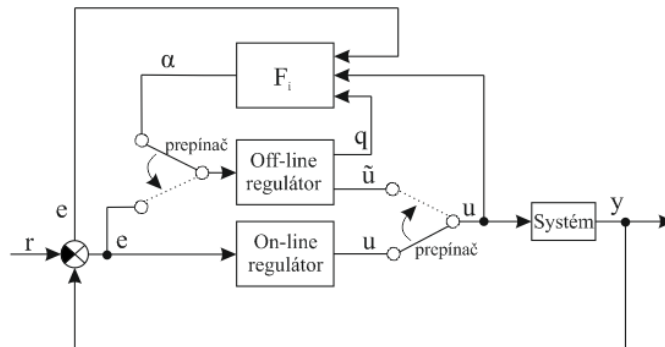 α
F i
prepínač
q
Off-line
regulátor
ũ
e
r
e
On-line
regulátor
u
prepínač
u
Systém
y